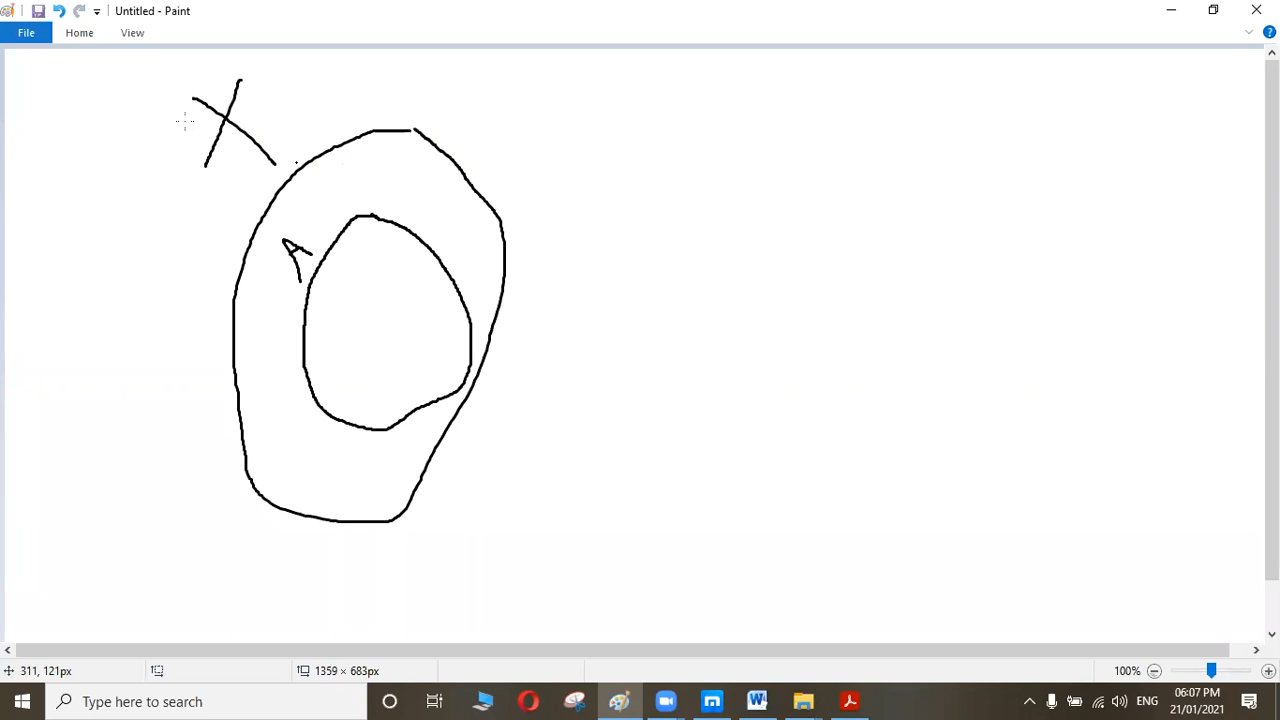 Untitled - Paint
File Home View
X
A
311, 121px
1359 × 683px
100%
Type here to search
W
ENG
06:07 PM
21/01/2021